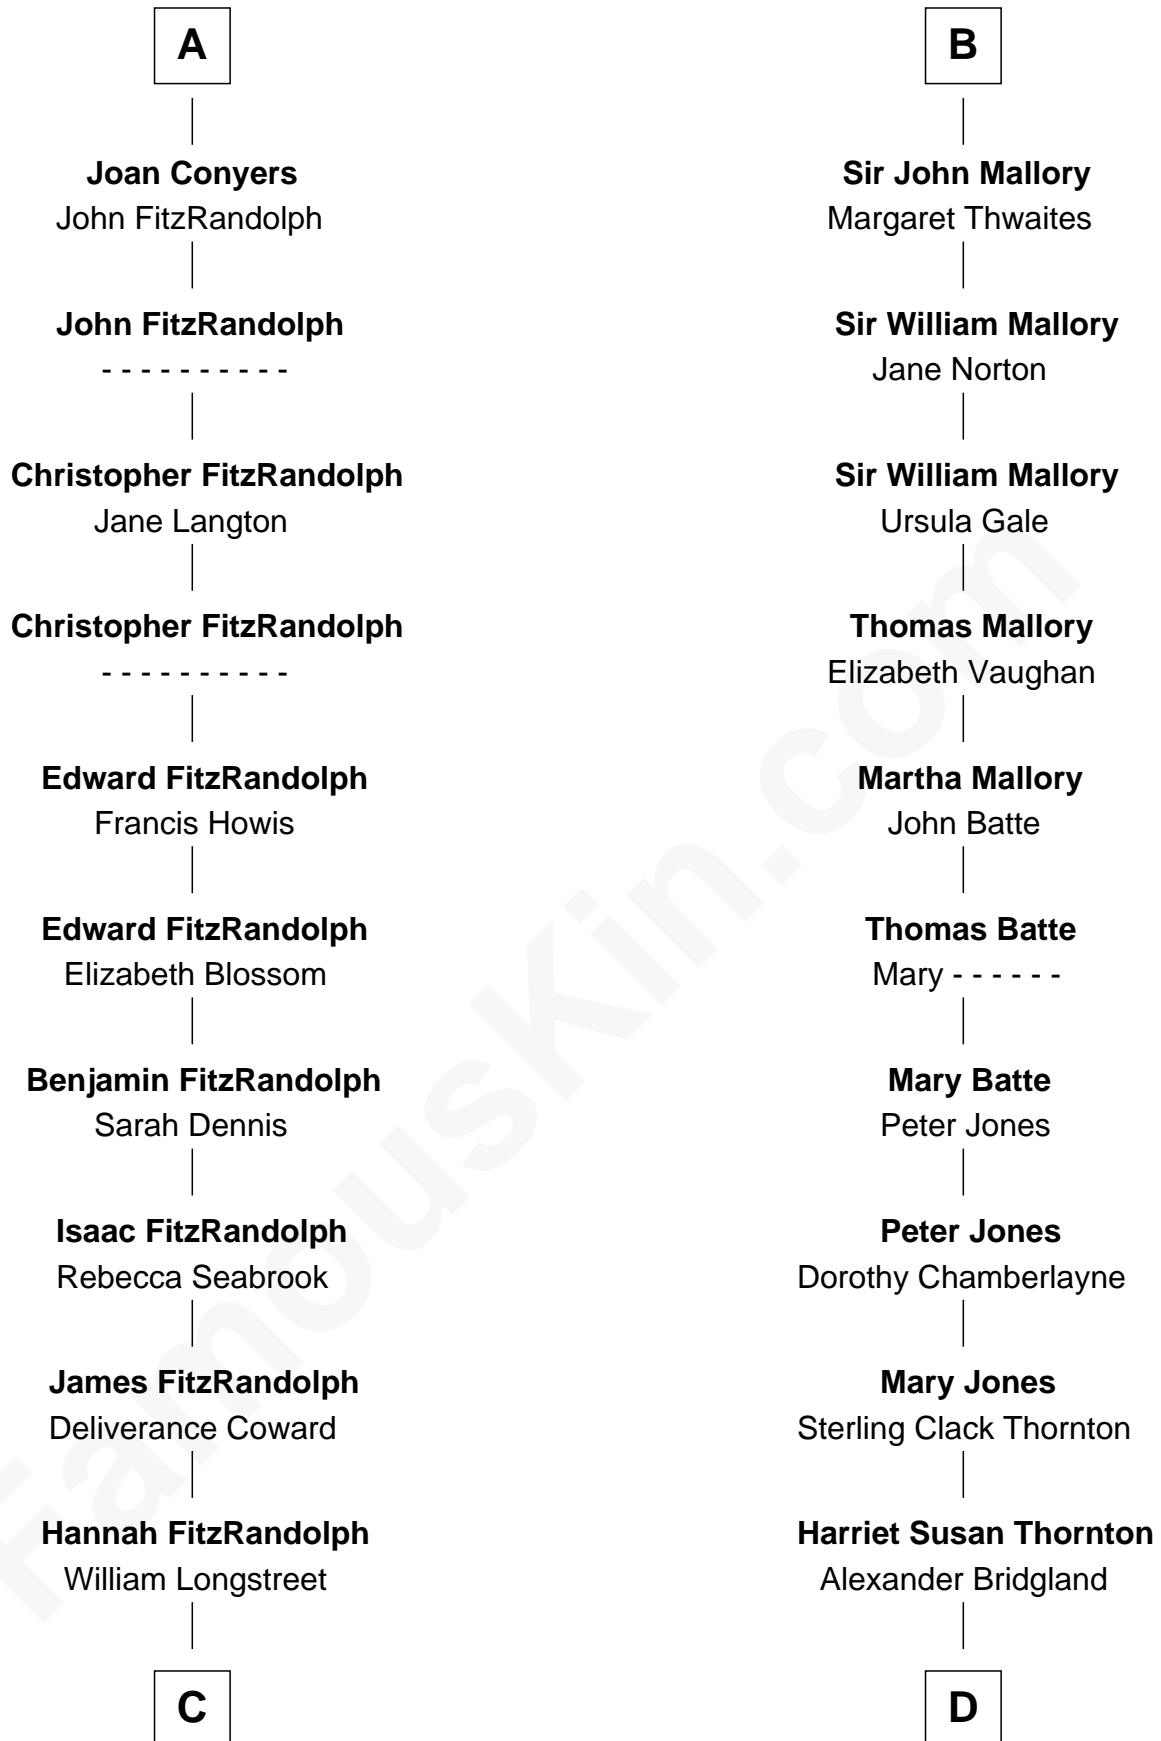 A
Joan Conyers
John FitzRandolph
John FitzRandolph
- - - - - - - - - -
Christopher FitzRandolph
Jane Langton
Christopher FitzRandolph
- - - - - - - - - -
Edward FitzRandolph
Francis Howis
Edward FitzRandolph
Elizabeth Blossom
Benjamin FitzRandolph
Sarah Dennis
Isaac FitzRandolph
Rebecca Seabrook
James FitzRandolph
Deliverance Coward
Hannah FitzRandolph
William Longstreet
C
B
Sir John Mallory
Margaret Thwaites
Sir William Mallory
Jane Norton
Sir William Mallory
Ursula Gale
Thomas Mallory
Elizabeth Vaughan
Martha Mallory
John Batte
Thomas Batte
Mary - - - - - -
Mary Batte
Peter Jones
Peter Jones
Dorothy Chamberlayne
Mary Jones
Sterling Clack Thornton
Harriet Susan Thornton
Alexander Bridgland
D
FamousKin.com